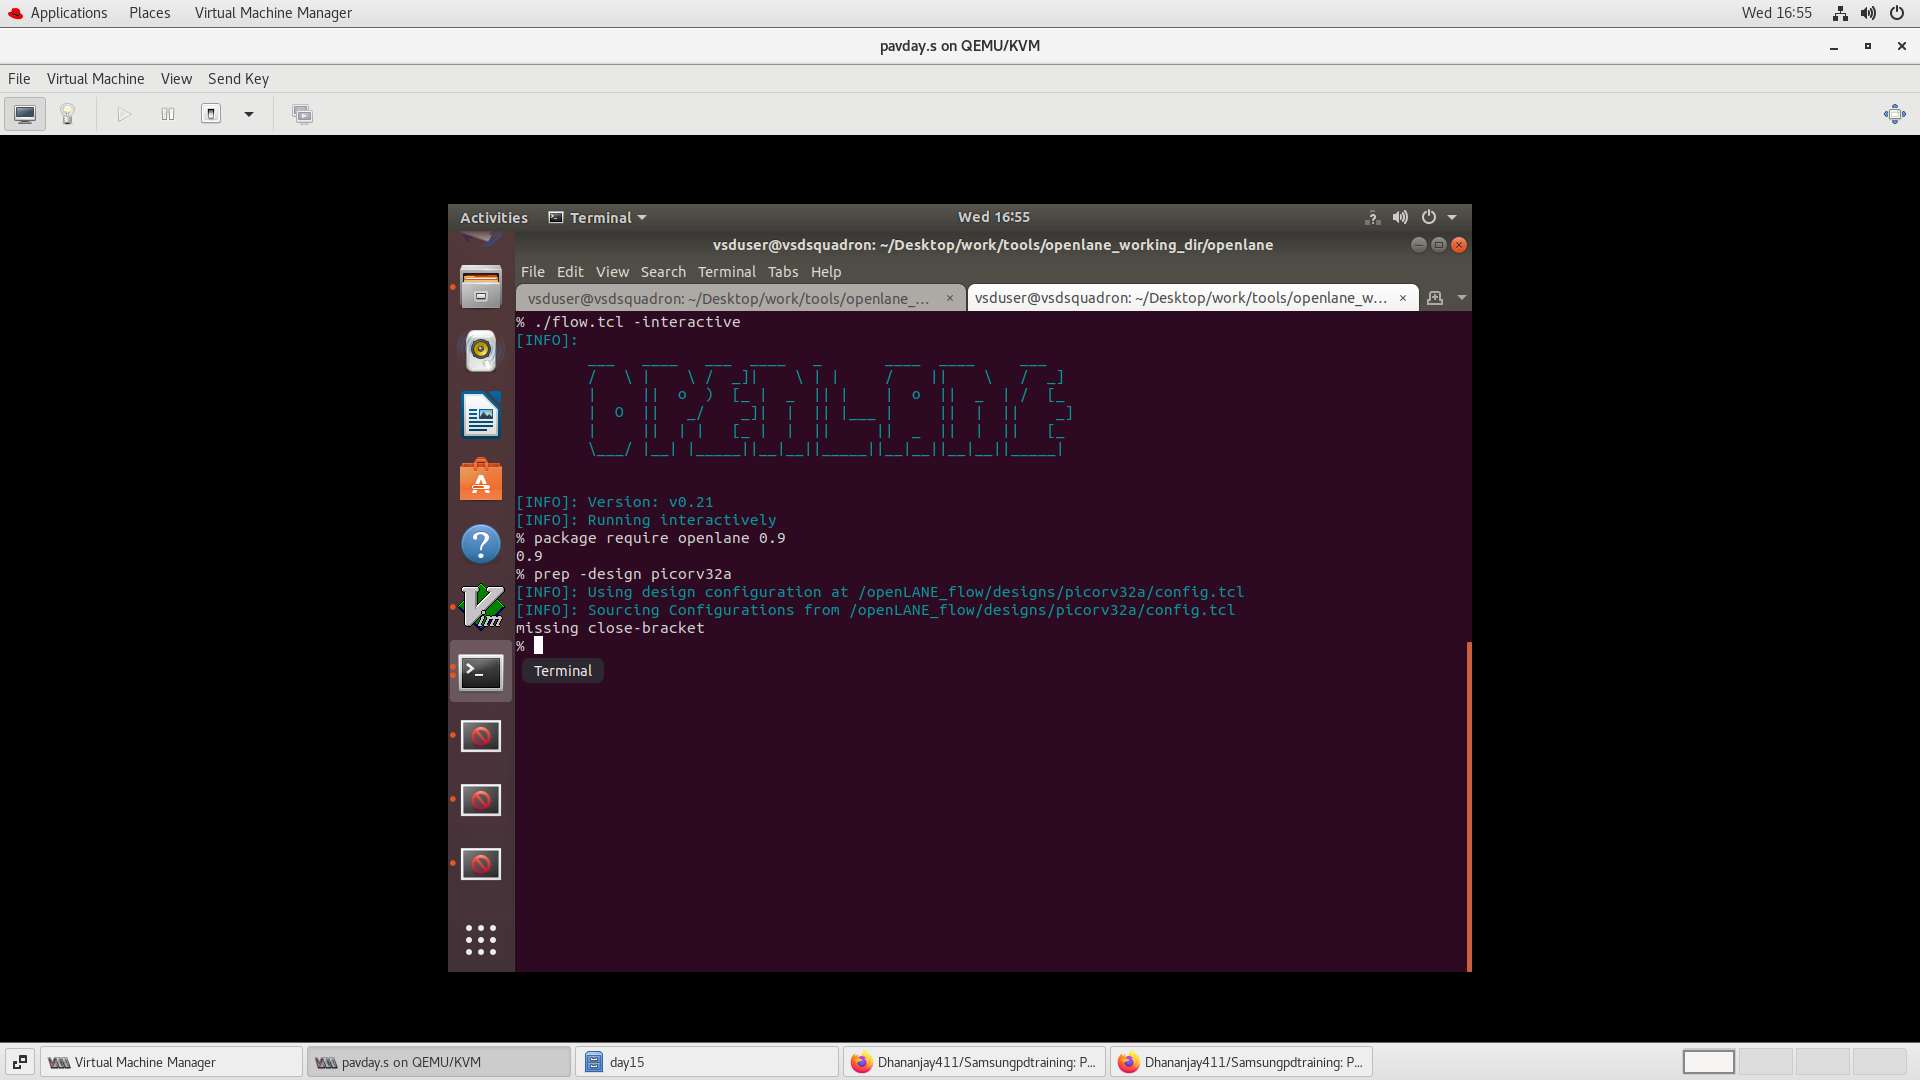 Applications Places Virtual Machine Manager Wed 16:55
pavday.s on QEMU/KVM
File Virtual Machine View Send Key
Activities Terminal Wed 16:55
vsduser@vsdsquadron: ~/Desktop/work/tools/openlane_working_dir/openlane
File Edit View Search Terminal Tabs Help
vsduser@vsdsquadron: ~/Desktop/work/tools/openlane_... × vsduser@vsdsquadron: ~/Desktop/work/tools/openlane_w... ×
% ./flow.tcl -interactive
[INFO]:
OPENLANE
[INFO]: Version: v0.21
[INFO]: Running interactively
% package require openlane 0.9
0.9
% prep -design picorv32a
[INFO]: Using design configuration at /openLANE_flow/designs/picorv32a/config.tcl
[INFO]: Sourcing Configurations from /openLANE_flow/designs/picorv32a/config.tcl
missing close-bracket
%
Terminal
Virtual Machine Manager pavday.s on QEMU/KVM day15 Dhananjay411/Samsungpdtraining: P... Dhananjay411/Samsungpdtraining: P...